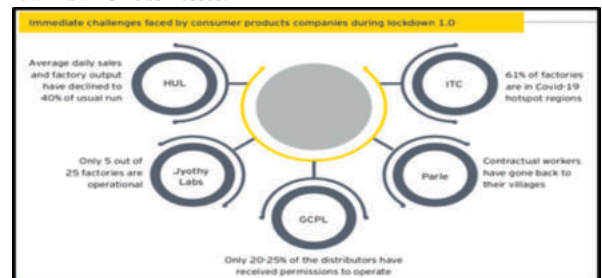 Immediate challenges faced by consumer products companies during lockdown 1.0
Average daily sales
and factory output
have declined to
40% of usual run
HUL
ITC
61% of factories
are in Covid-19
hotspot regions
Only 5 out of
25 factories are
operational
Jyothy
Labs
Parle
Contractual workers
have gone back to
their villages
GCPL
Only 20-25% of the distributors have
received permissions to operate